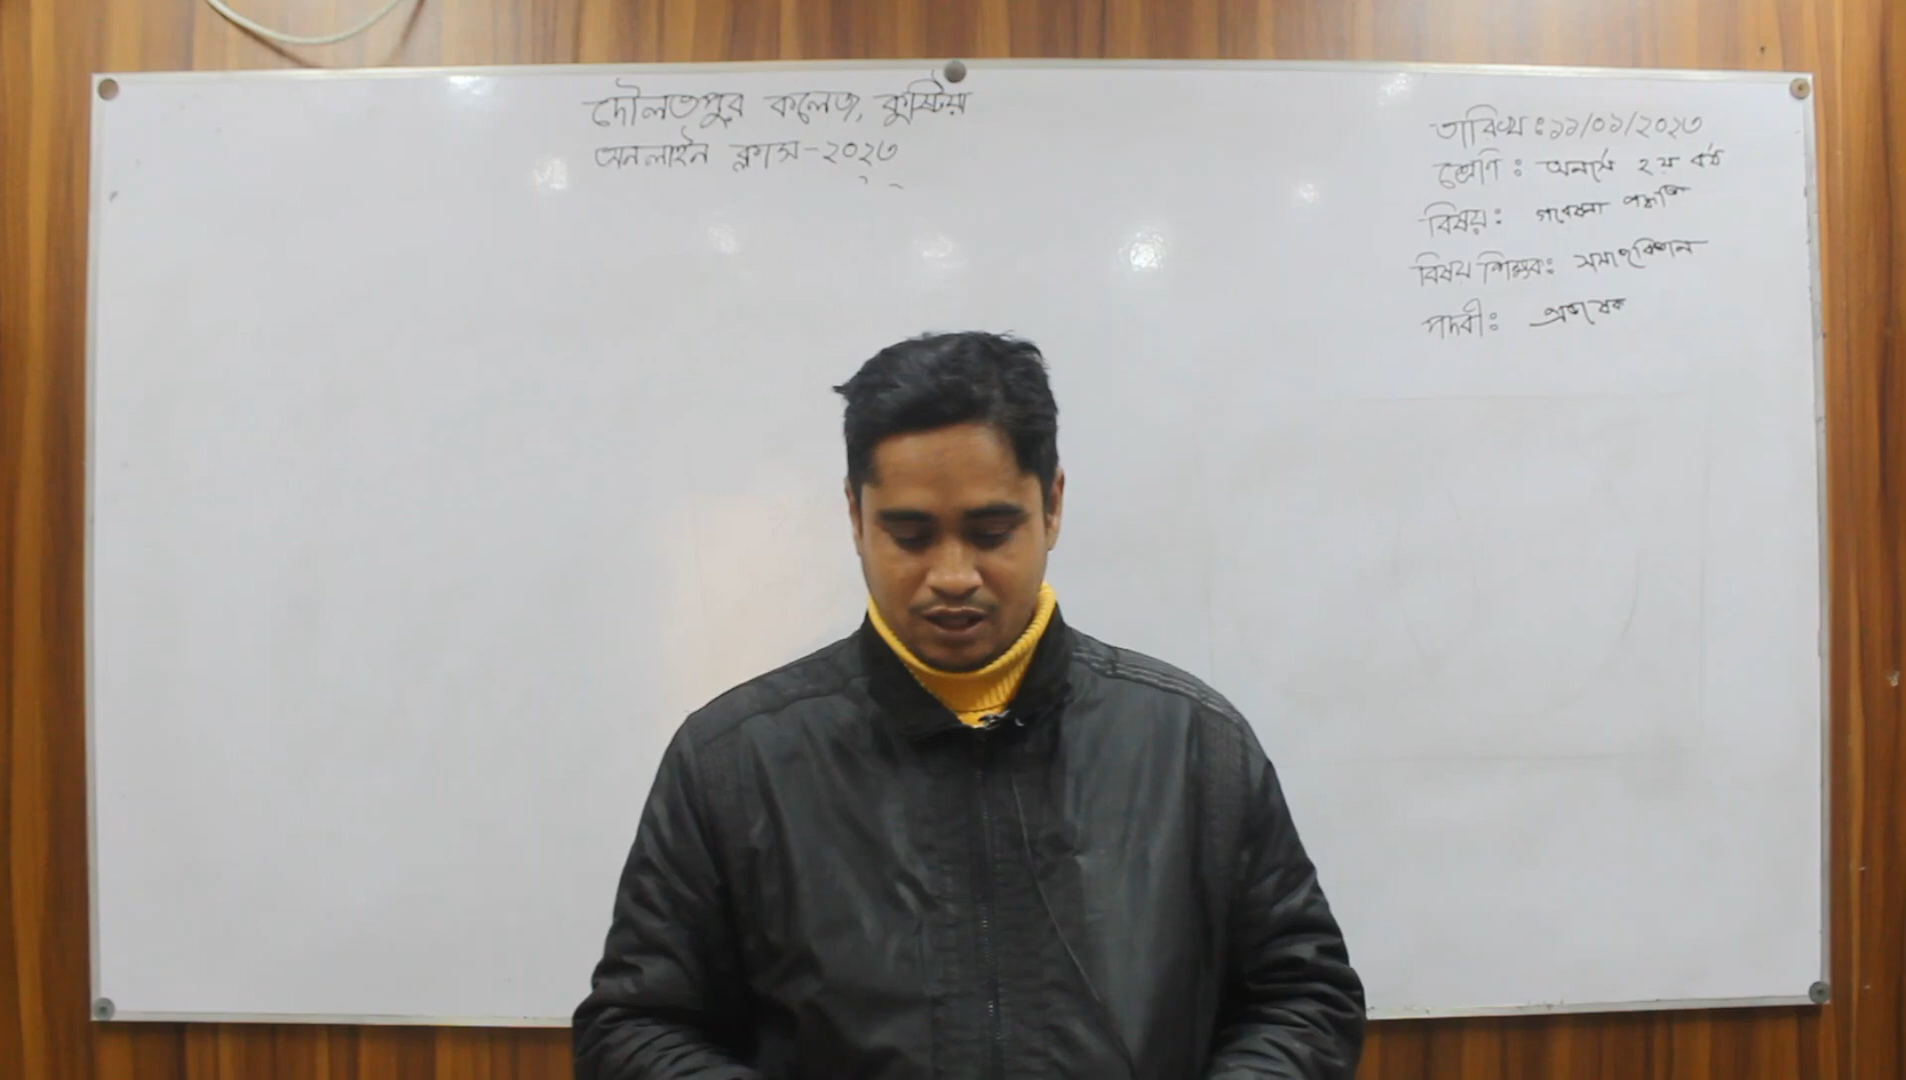 দৌলতপুর কলেজ, কুষ্টিয়া
অনলাইন ক্লাস-২০২৩
তারিখ ঃ ১১/০১/২০২৩
শ্রেণি : অনার্স ২য় বর্ষ
বিষয়: গবেষণা পদ্ধতি
বিষয় শিক্ষকঃ সমাজবিজ্ঞান
পদবীঃ প্রভাষক